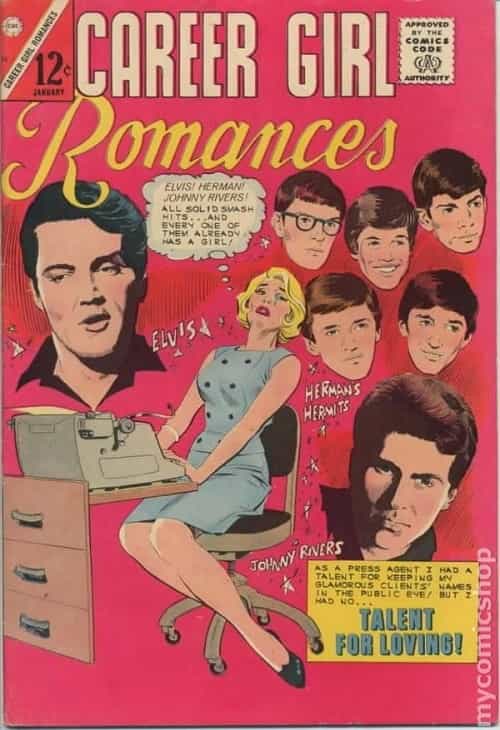 CAREER GIRL ROMANCES
12¢
JANUARY
CAREER GIRL
Romances
APPROVED
BY THE
COMICS
CODE
AUTHORITY
ELVIS! HERMAN!
JOHNNY RIVERS!
ALL SOLID SMASH
HITS...AND
EVERY ONE OF
THEM ALREADY
HAS A GIRL!
ELVIS
HERMANS
HERMITS
JOHNNY RIVERS
AS A PRESS AGENT I HAD A
TALENT FOR KEEPING MY
GLAMOROUS CLIENTS' NAMES
IN THE PUBLIC EYE! BUT I
HAD NO...
TALENT
FOR LOVING!
mycomicshop